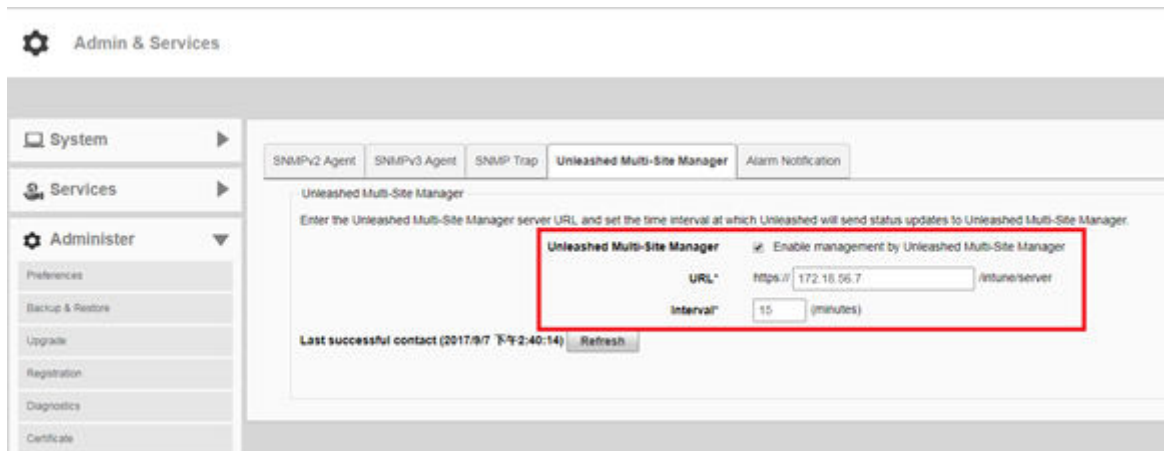 Admin & Services
System
Services
Administer
Preferences
Backup & Restore
Upgrade
Registration
Diagnostics
Certificate
SNMPv2 Agent SNMPv3 Agent SNMP Trap Unleashed Multi-Site Manager Alarm Notification
Unleashed Multi-Site Manager
Enter the Unleashed Multi-Site Manager server URL and set the time interval at which Unleashed will send status updates to Unleashed Multi-Site Manager.
Unleashed Multi-Site Manager Enable management by Unleashed Multi-Site Manager
URL* https:// 172.18.56.7 /intune/server
Interval* 15 (minutes)
Last successful contact (2017/9/7 下午2:40:14) Refresh